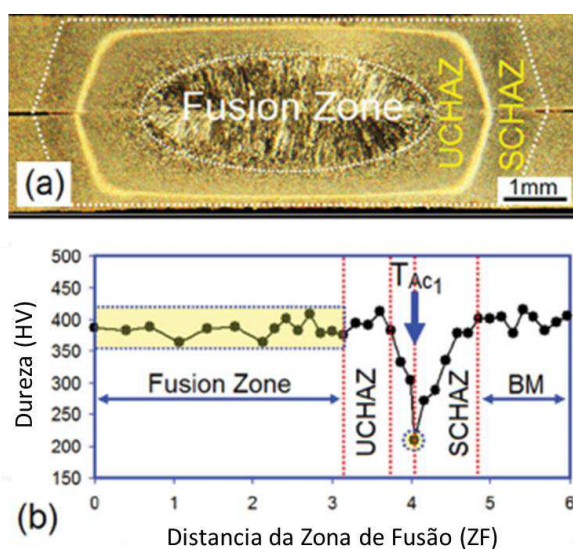 Fusion Zone
UCHAZ
SCHAZ
(a)
1mm
500
450
400
350
300
250
200
150
Dureza (HV)
TAc1
Fusion Zone
UCHAZ
SCHAZ
BM
0 1 2 3 4 5 6
(b)
Distancia da Zona de Fusão (ZF)